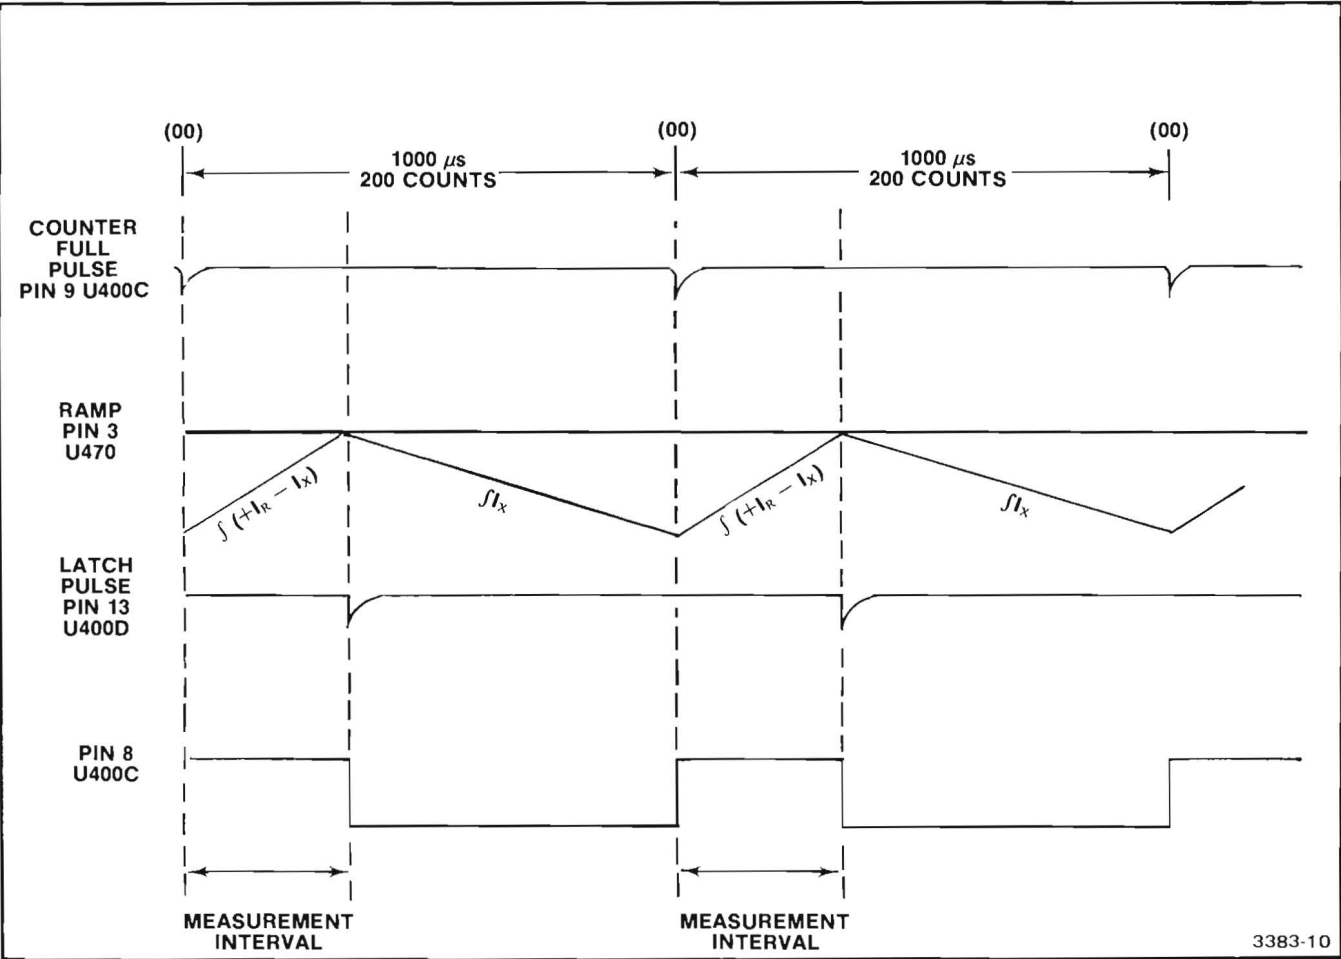 (00)
(00)
(00)
1000 μs
200 COUNTS
1000 μs
200 COUNTS
COUNTER
FULL
PULSE
PIN 9 U400C
RAMP
PIN 3
U470
∫ (+I_R − I_X)
∫I_X
∫ (+I_R − I_X)
∫I_X
LATCH
PULSE
PIN 13
U400D
PIN 8
U400C
MEASUREMENT
INTERVAL
MEASUREMENT
INTERVAL
3383-10